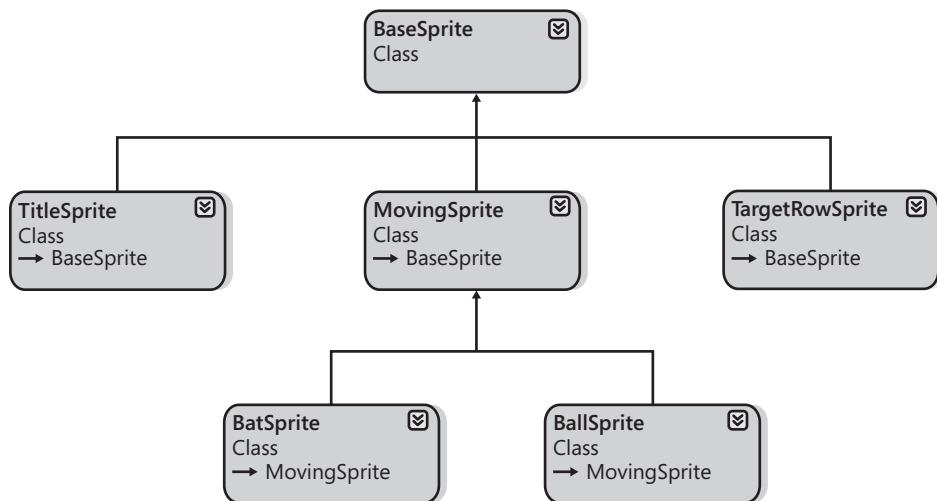 BaseSprite
Class
TitleSprite
Class
→ BaseSprite
MovingSprite
Class
→ BaseSprite
TargetRowSprite
Class
→ BaseSprite
BatSprite
Class
→ MovingSprite
BallSprite
Class
→ MovingSprite